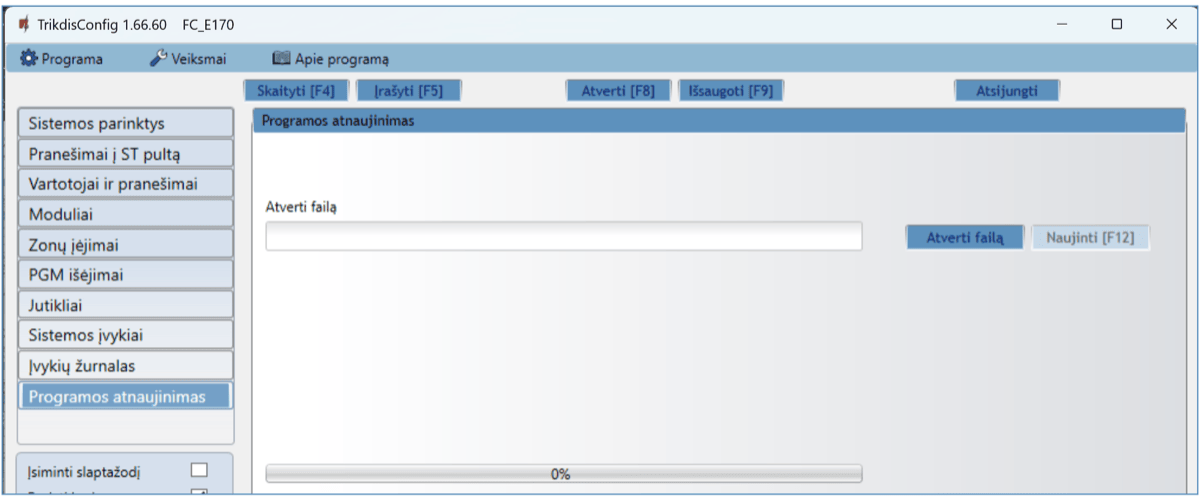 TrikdisConfig 1.66.60 FC_E170
Programa Veiksmai Apie programą
Skaityti [F4] Įrašyti [F5] Atverti [F8] Išsaugoti [F9] Atsijungti
Sistemos parinktys
Pranešimai į ST pultą
Vartotojai ir pranešimai
Moduliai
Zonų įėjimai
PGM išėjimai
Jutikliai
Sistemos įvykiai
Įvykių žurnalas
Programos atnaujinimas
Įsiminti slaptažodį
Programos atnaujinimas
Atverti failą
Atverti failą Naujinti [F12]
0%